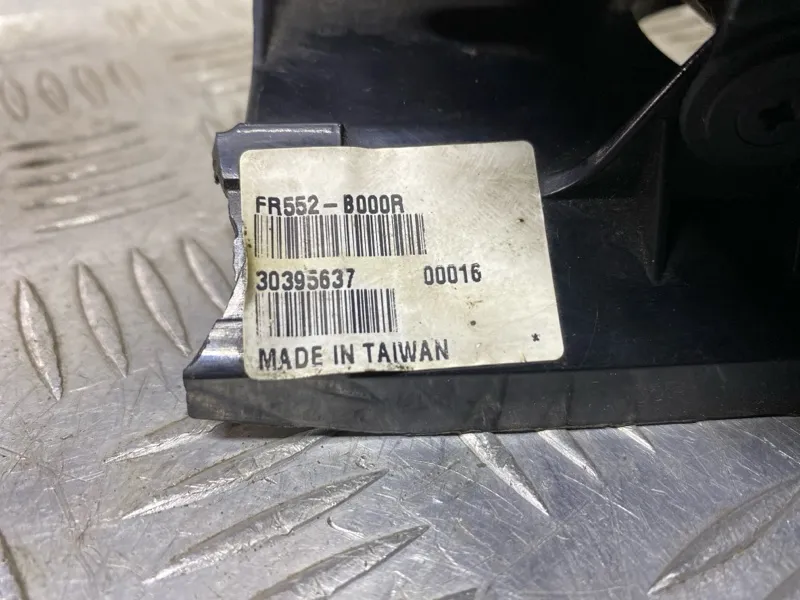 FR552-B000R
30395637 00016
MADE IN TAIWAN *